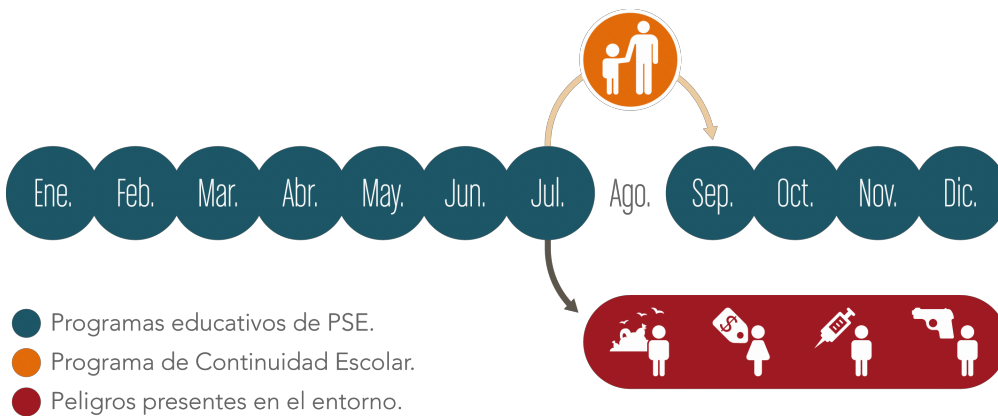 Ene. Feb. Mar. Abr. May. Jun. Jul. Ago. Sep. Oct. Nov. Dic.
$
Programas educativos de PSE.
Programa de Continuidad Escolar.
Peligros presentes en el entorno.